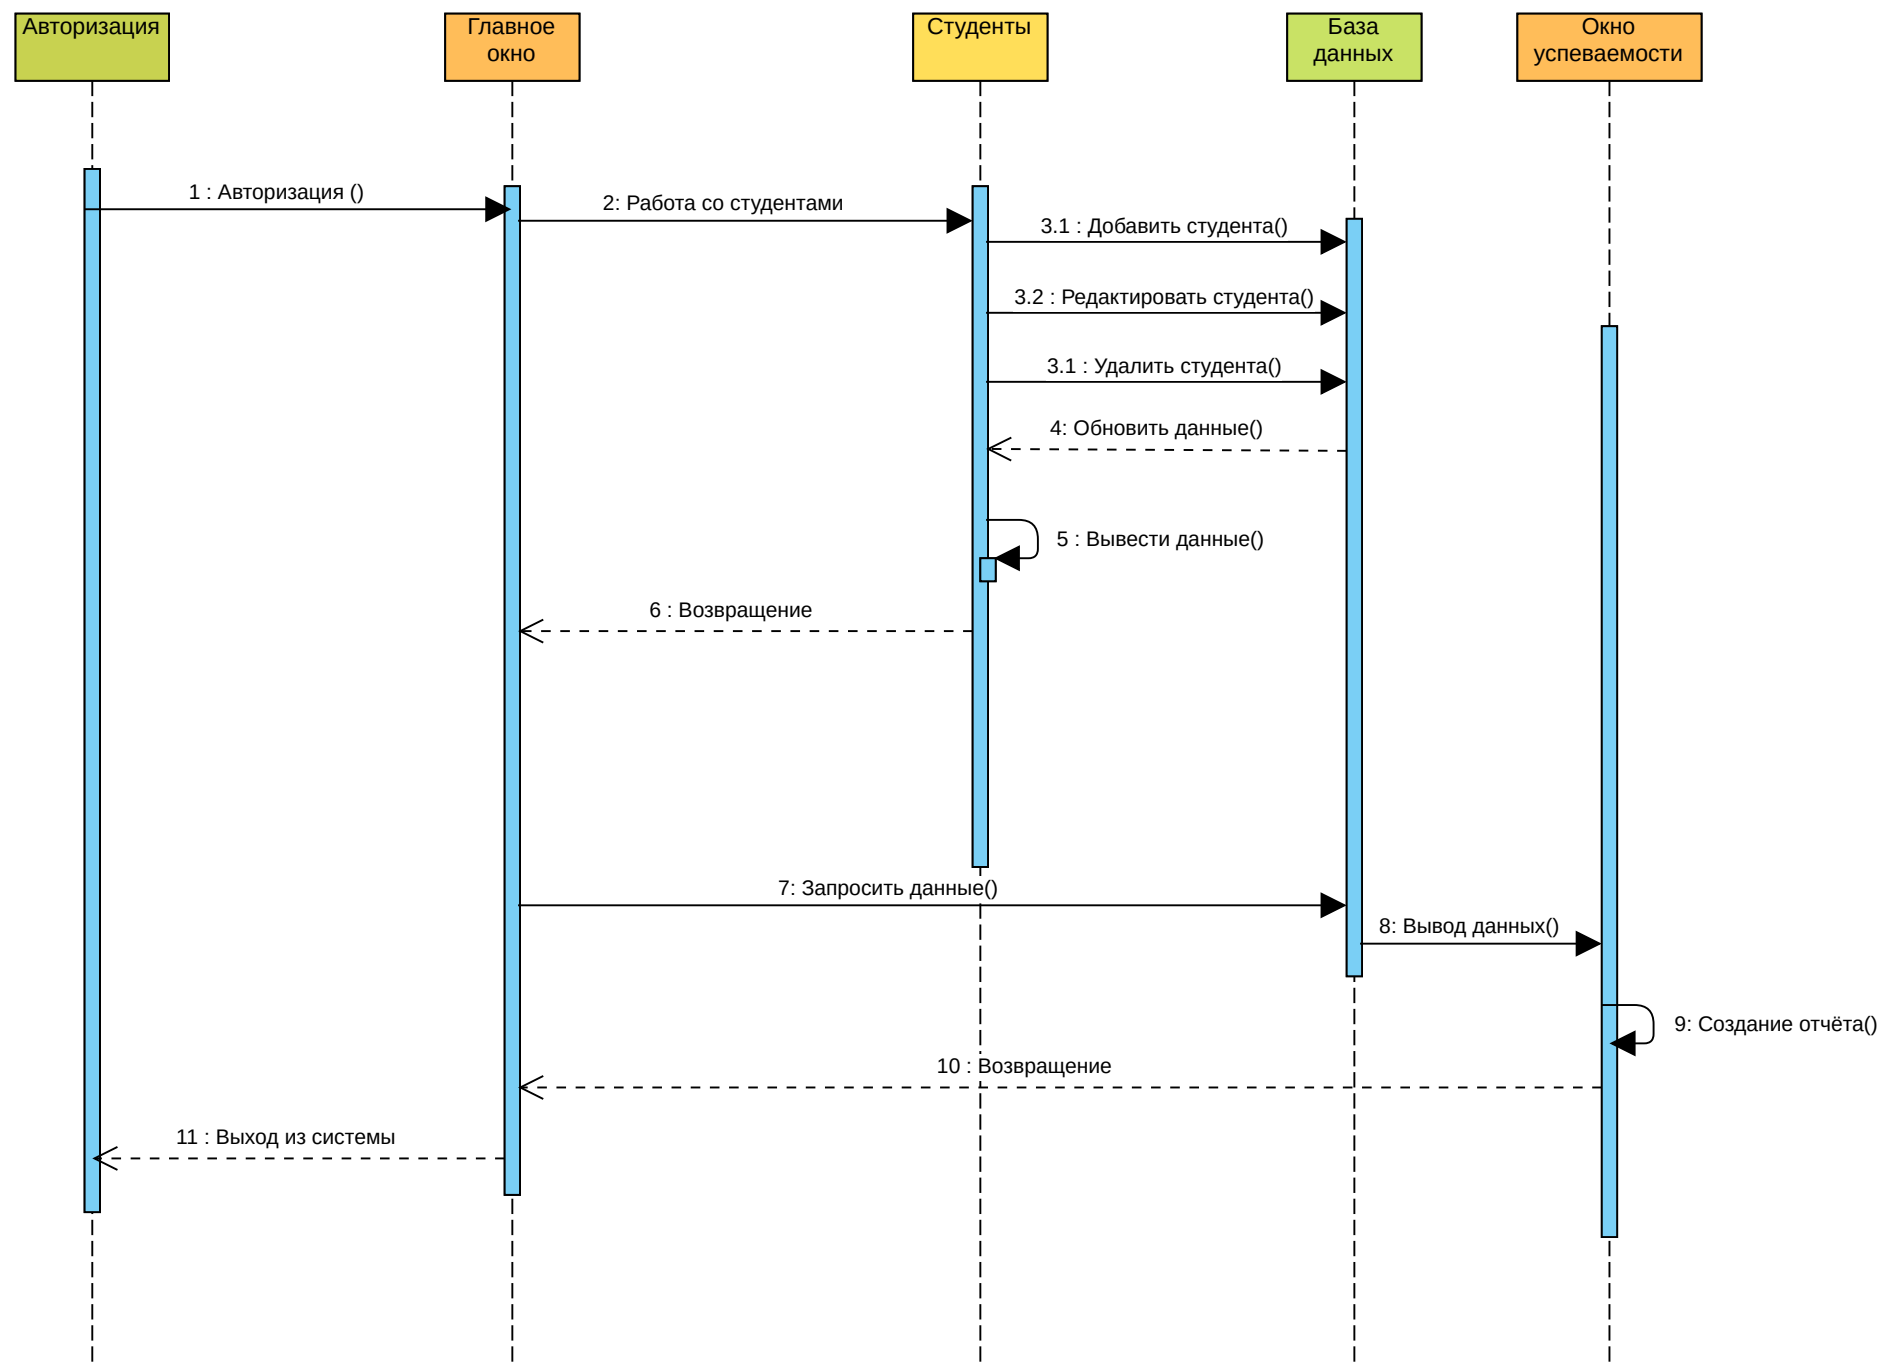 Авторизация
Главное
окно
Студенты
База
данных
Окно
успеваемости
1 : Авторизация ()
2: Работа со студентами
3.1 : Добавить студента()
3.2 : Редактировать студента()
3.1 : Удалить студента()
4: Обновить данные()
5 : Вывести данные()
6 : Возвращение
7: Запросить данные()
8: Вывод данных()
9: Создание отчёта()
10 : Возвращение
11 : Выход из системы